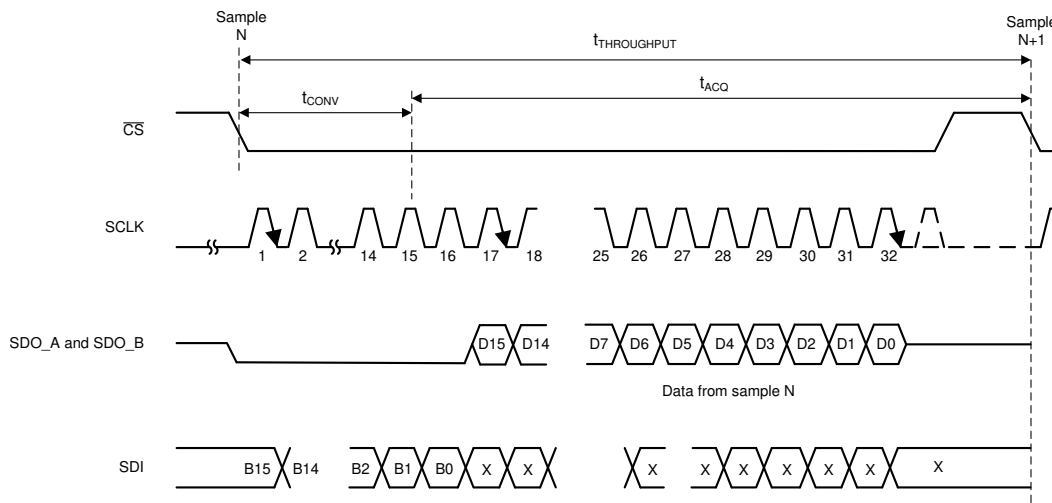 Sample N
Sample N+1
tTHROUGHPUT
tCONV
tACQ
CS
SCLK
1 2 14 15 16 17 18 25 26 27 28 29 30 31 32
SDO_A and SDO_B
D15 D14 D7 D6 D5 D4 D3 D2 D1 D0
Data from sample N
SDI
B15 B14 B2 B1 B0 X X X X X X X X X